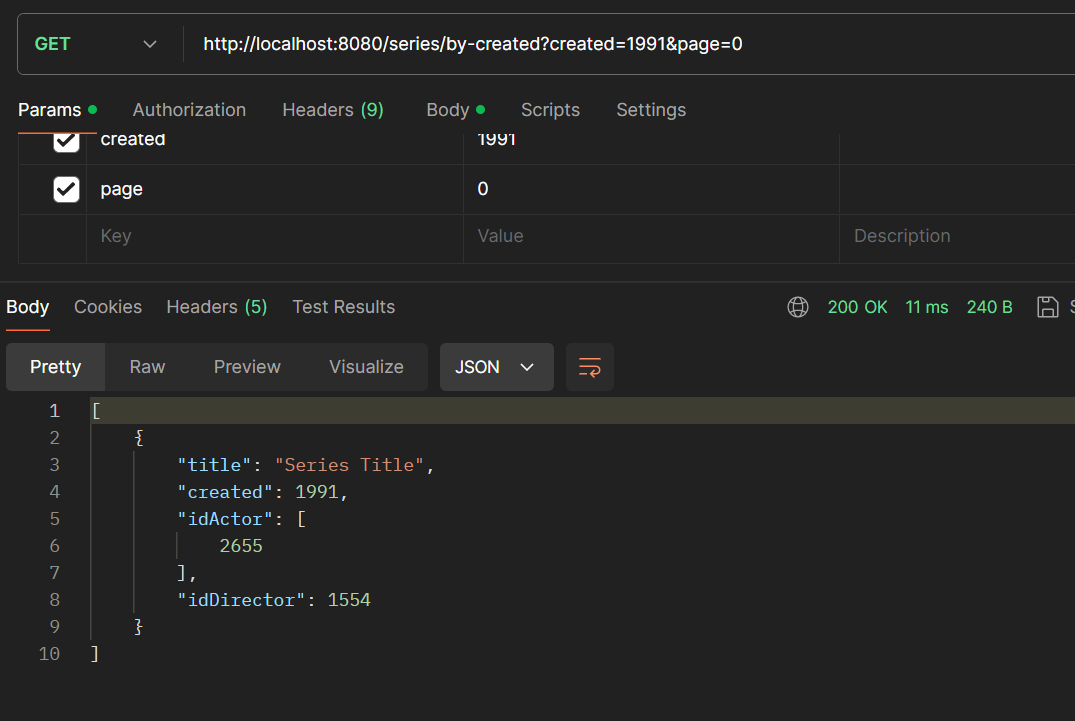 GET http://localhost:8080/series/by-created?created=1991&page=0
Params Authorization Headers (9) Body Scripts Settings
created 1991
page 0
Key Value Description
Body Cookies Headers (5) Test Results 200 OK 11 ms 240 B
Pretty Raw Preview Visualize JSON
1 [
2 {
3 "title": "Series Title",
4 "created": 1991,
5 "idActor": [
6 2655
7 ],
8 "idDirector": 1554
9 }
10 ]